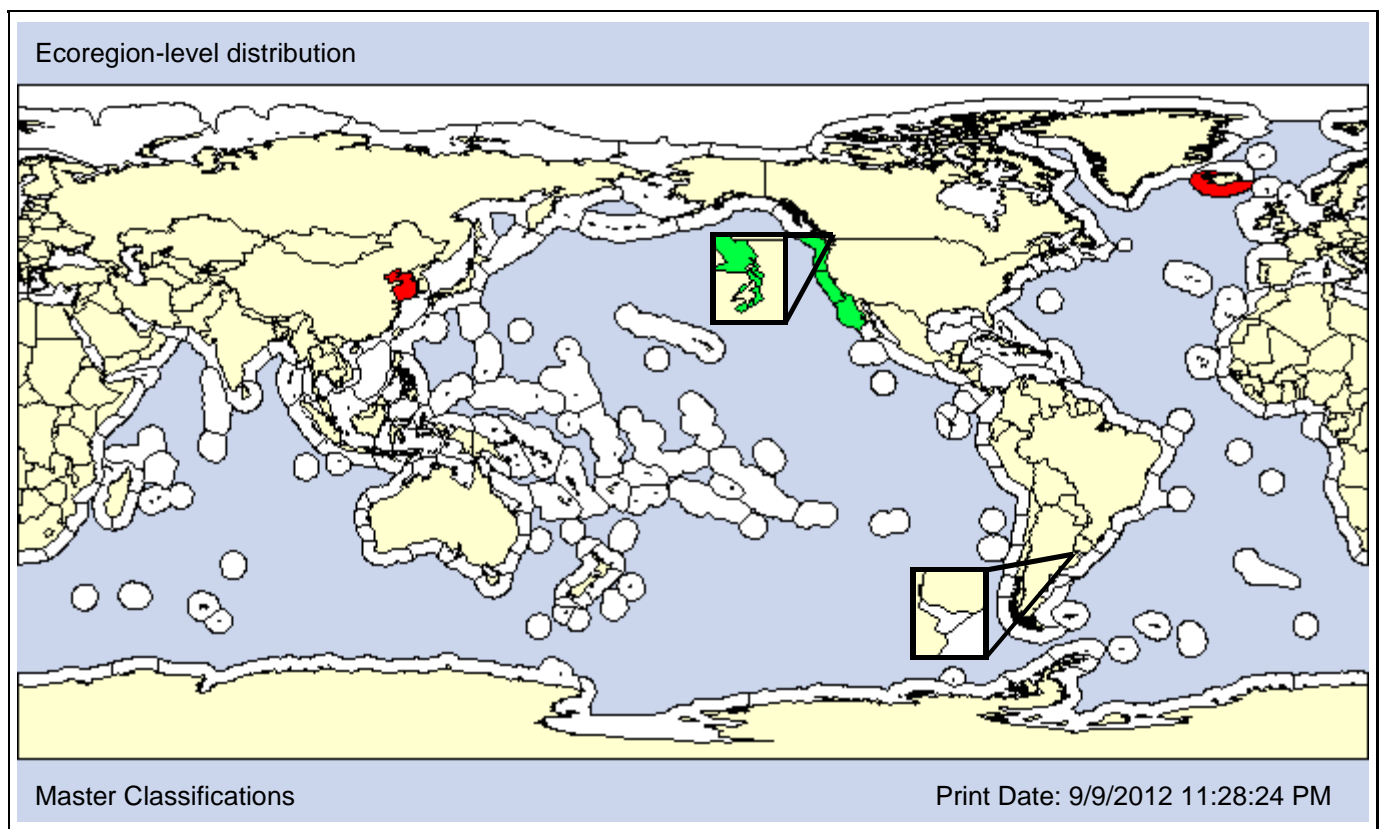 Ecoregion-level distribution
Master Classifications
Print Date: 9/9/2012 11:28:24 PM